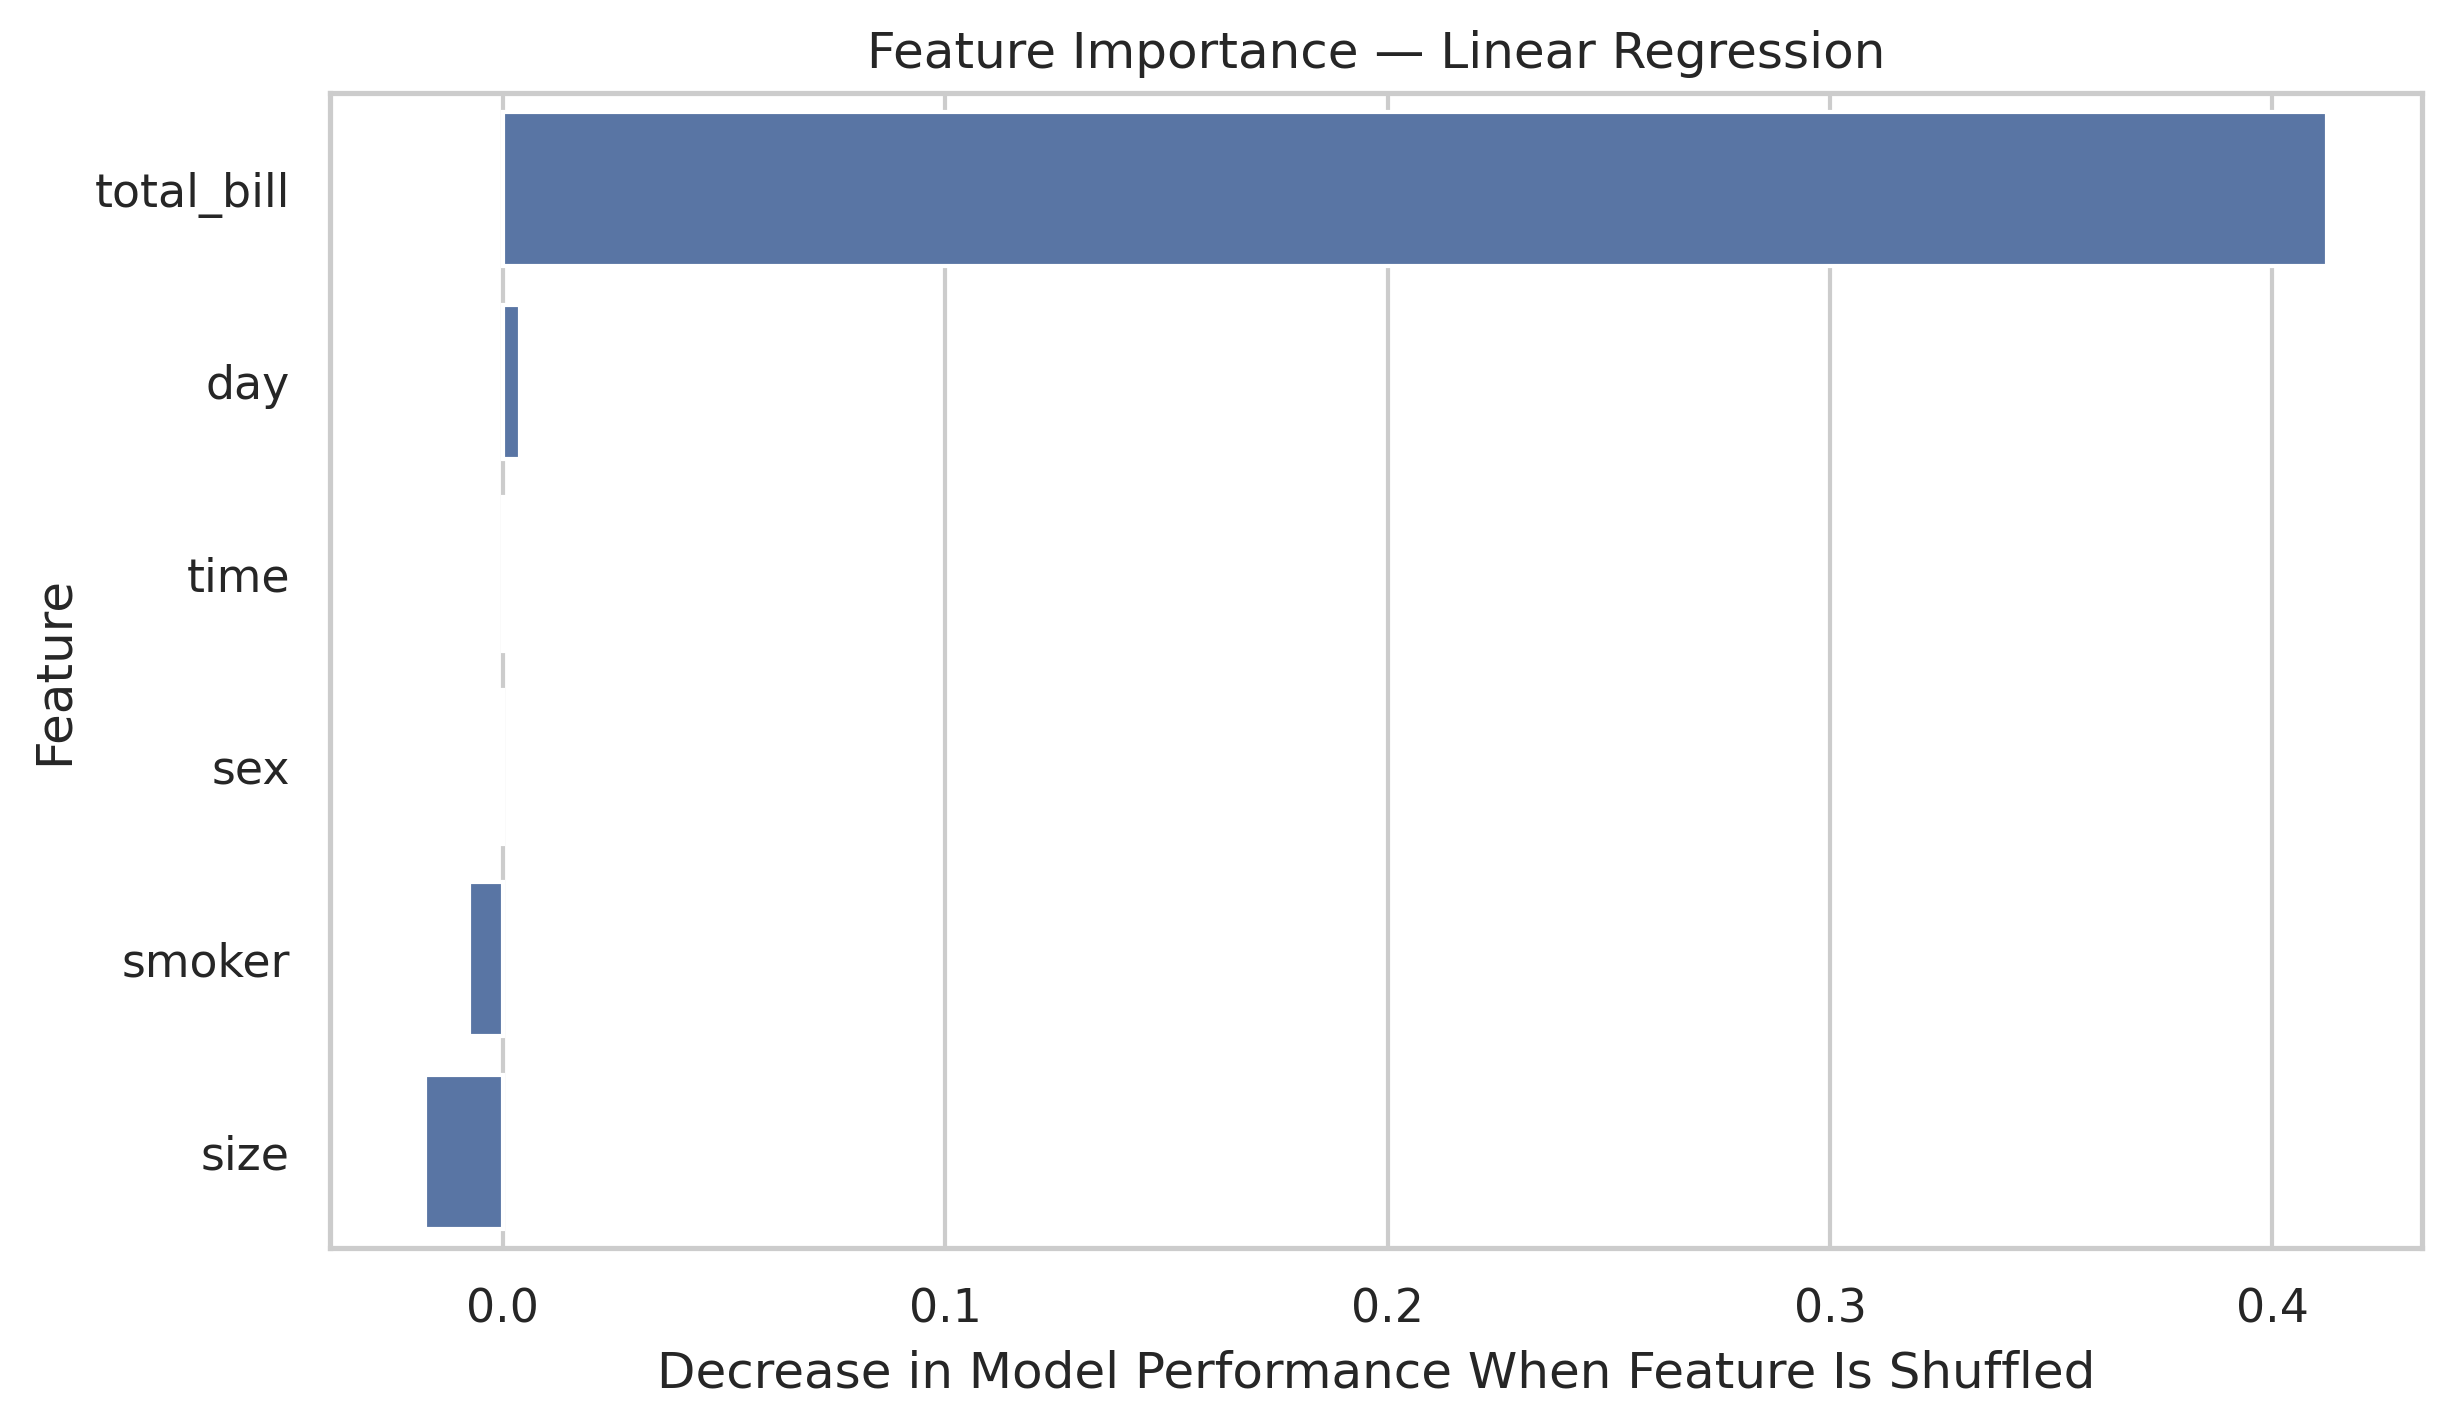 Feature Importance — Linear Regression
total_bill
day
time
sex
smoker
size
Feature
0.0 0.1 0.2 0.3 0.4
Decrease in Model Performance When Feature Is Shuffled